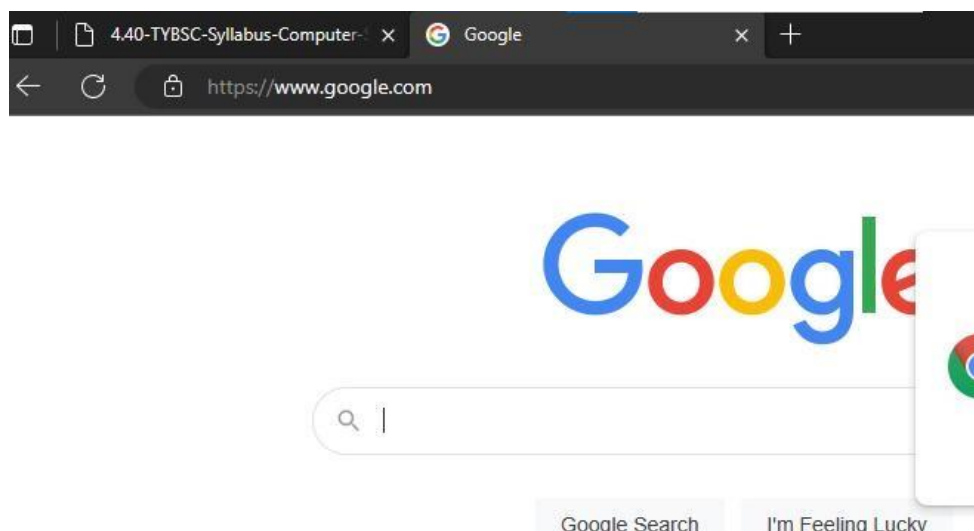 4.40-TYBSC-Syllabus-Computer- Google
https://www.google.com
Google
Google Search I'm Feeling Lucky